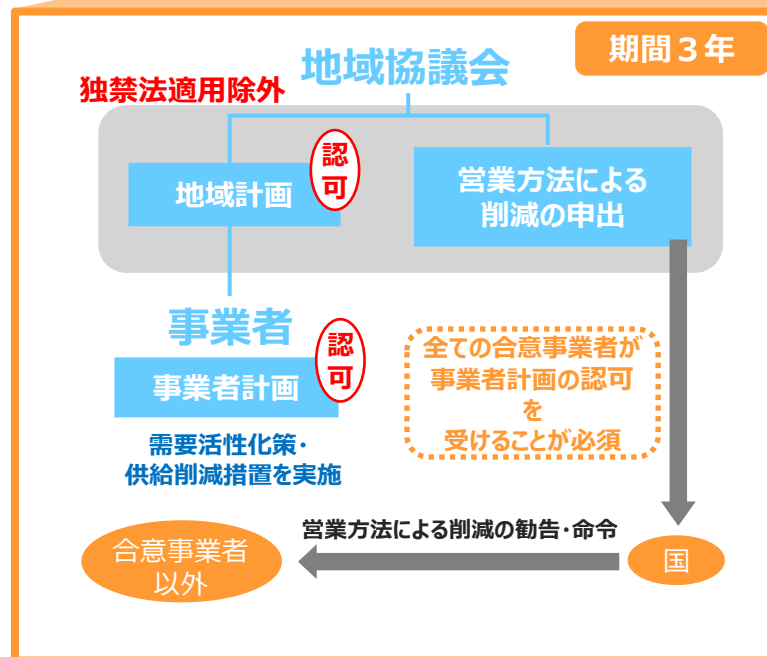 期間３年
地域協議会
独禁法適用除外
認
可
地域計画
営業方法による
削減の申出
事業者
認
可
事業者計画
全ての合意事業者が
事業者計画の認可
を
受けることが必須
需要活性化策・
供給削減措置を実施
営業方法による削減の勧告・命令
合意事業者
以外
国